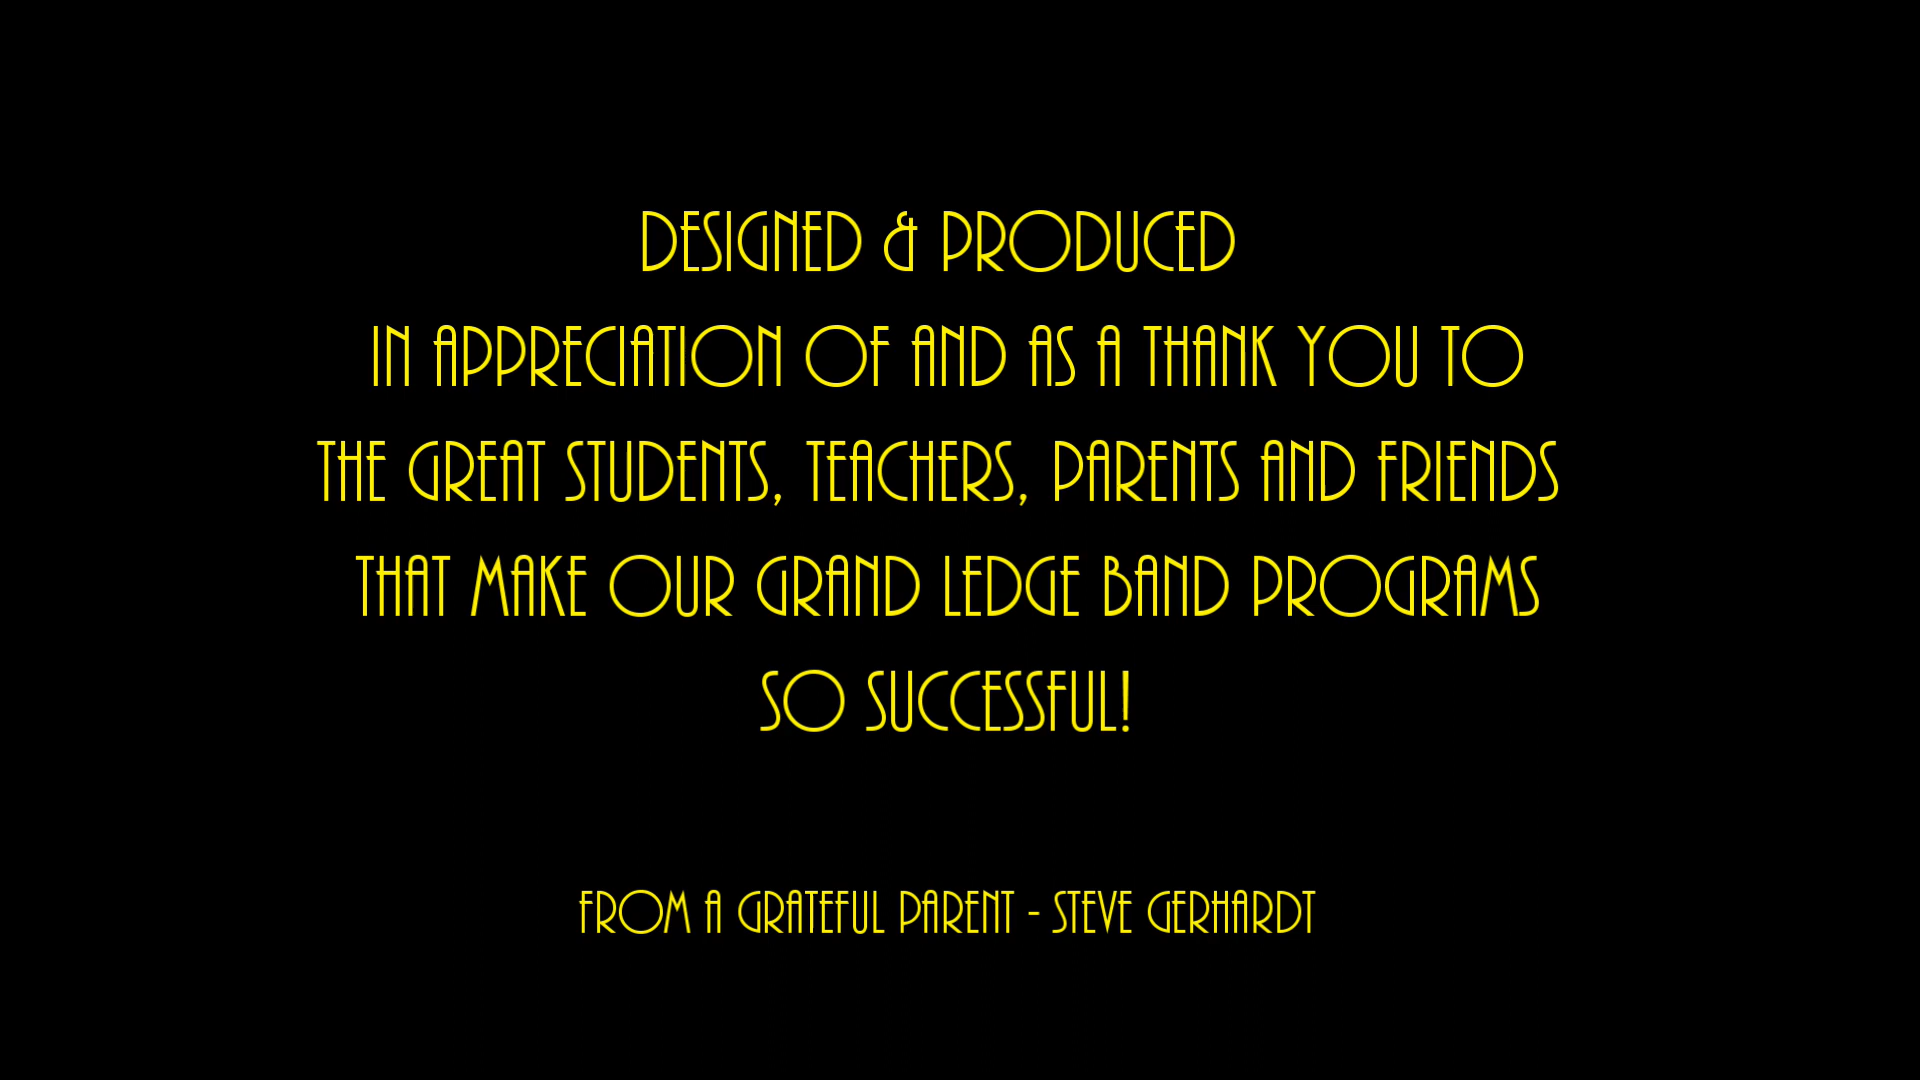 DESIGNED & PRODUCED
IN APPRECIATION OF AND AS A THANK YOU TO
THE GREAT STUDENTS, TEACHERS, PARENTS AND FRIENDS
THAT MAKE OUR GRAND LEDGE BAND PROGRAMS
SO SUCCESSFUL!
FROM A GRATEFUL PARENT - STEVE GERHARDT